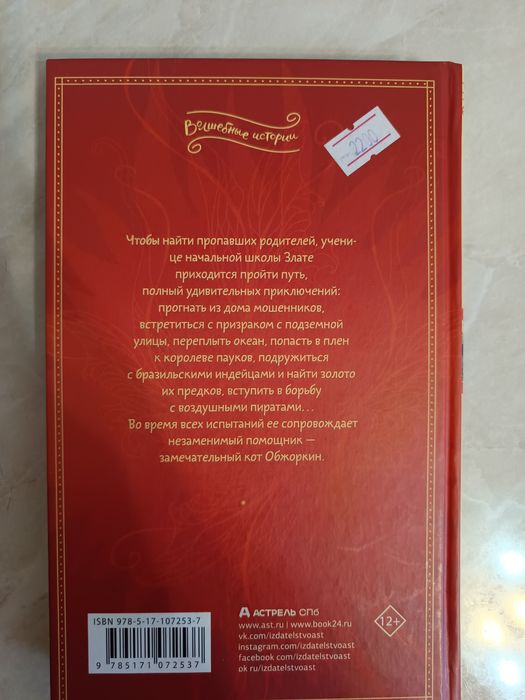 Волшебные истории
2290
Чтобы найти пропавших родителей, учени-
це начальной школы Злате
приходится пройти путь,
полный удивительных приключений:
прогнать из дома мошенников,
встретиться с призраком с подземной
улицы, переплыть океан, попасть в плен
к королеве пауков, подружиться
с бразильскими индейцами и найти золото
их предков, вступить в борьбу
с воздушными пиратами...
Во время всех испытаний ее сопровождает
незаменимый помощник —
замечательный кот Обжоркин.
ISBN 978-5-17-107253-7
9 785171 072537
АСТРЕЛЬ СПб
www.ast.ru | www.book24.ru
vk.com/izdatelstvoast
instagram.com/izdatelstvoast
facebook.com/izdatelstvoast
ok.ru/izdatelstvoast
12+